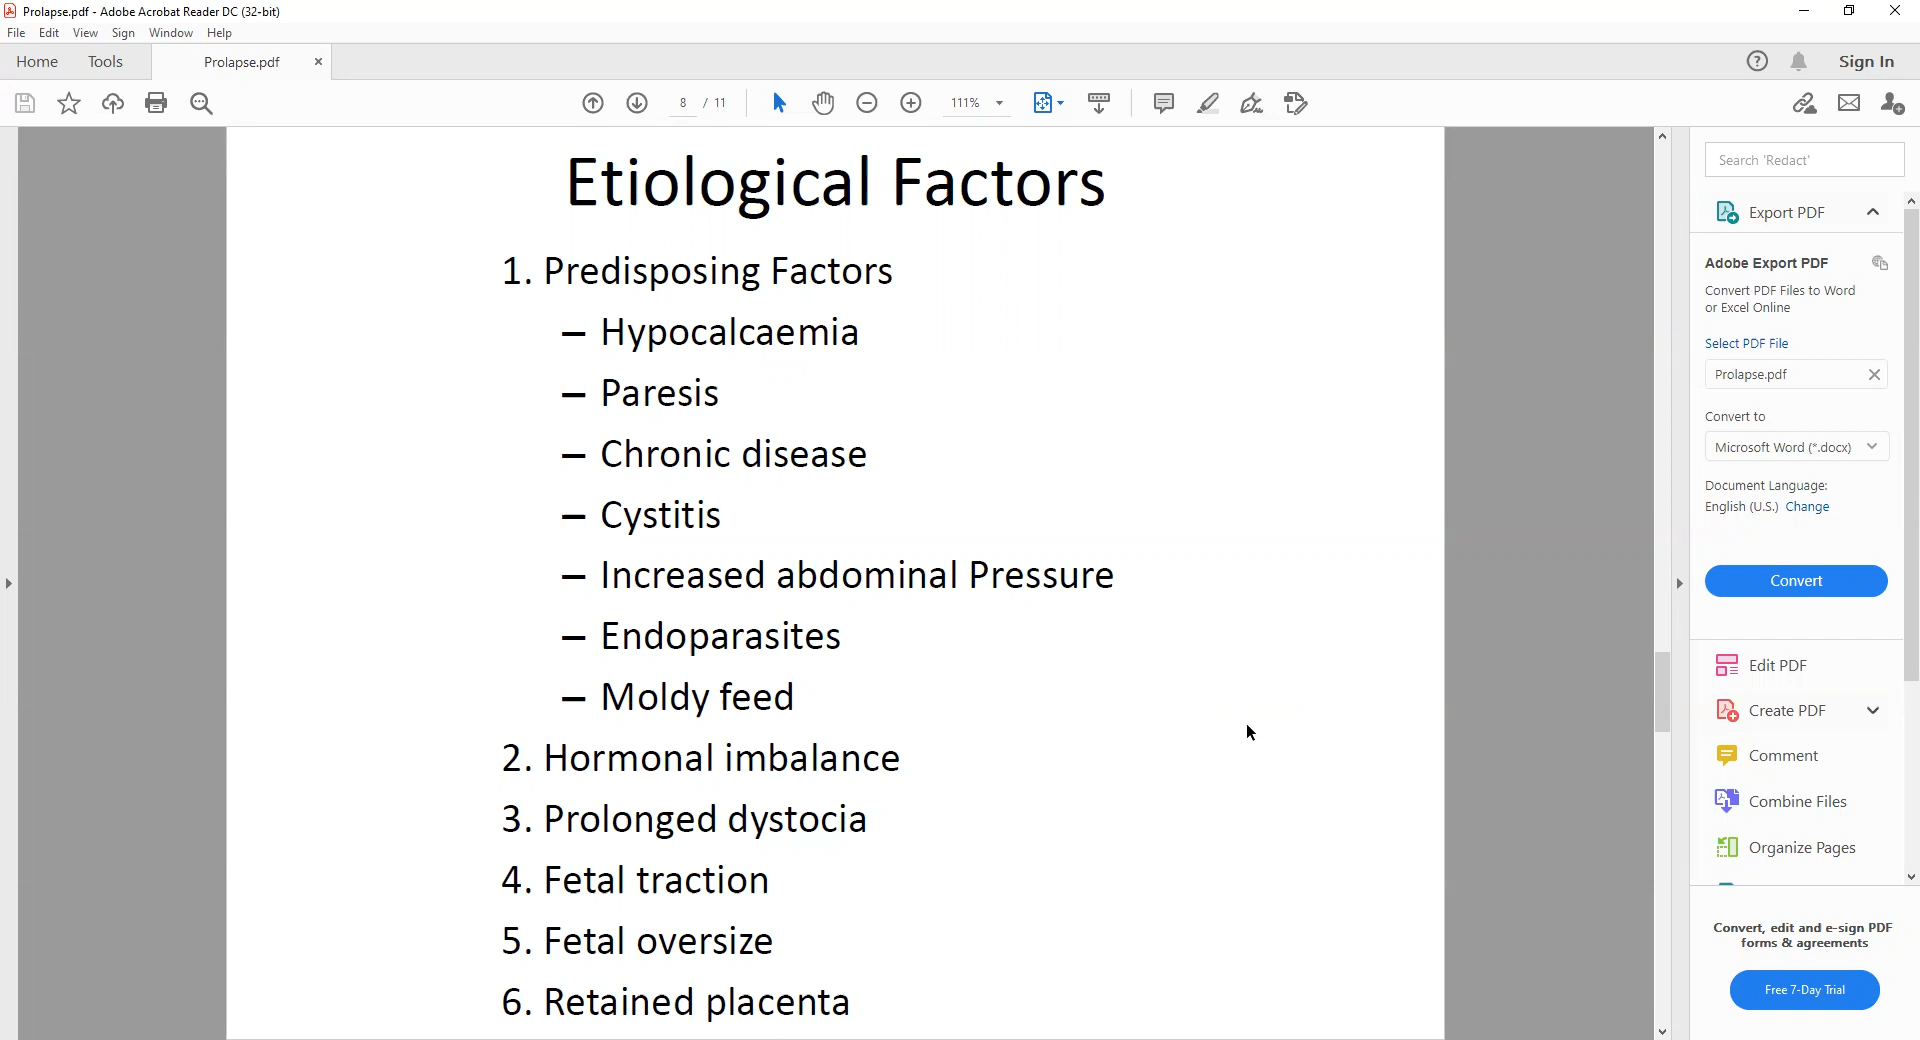 Prolapse.pdf - Adobe Acrobat Reader DC (32-bit)
File Edit View Sign Window Help
Home Tools Prolapse.pdf Sign In
8 / 11 111%
Etiological Factors
1. Predisposing Factors
– Hypocalcaemia
– Paresis
– Chronic disease
– Cystitis
– Increased abdominal Pressure
– Endoparasites
– Moldy feed
2. Hormonal imbalance
3. Prolonged dystocia
4. Fetal traction
5. Fetal oversize
6. Retained placenta
Search 'Redact'
Export PDF
Adobe Export PDF
Convert PDF Files to Word
or Excel Online
Select PDF File
Prolapse.pdf
Convert to
Microsoft Word (*.docx)
Document Language:
English (U.S.) Change
Convert
Edit PDF
Create PDF
Comment
Combine Files
Organize Pages
Convert, edit and e-sign PDF
forms & agreements
Free 7-Day Trial